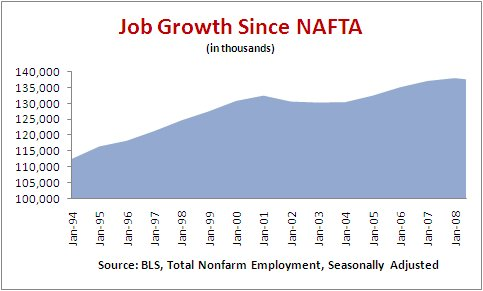 Job Growth Since NAFTA
(in thousands)
140,000
135,000
130,000
125,000
120,000
115,000
110,000
105,000
100,000
Jan-94
Jan-95
Jan-96
Jan-97
Jan-98
Jan-99
Jan-00
Jan-01
Jan-02
Jan-03
Jan-04
Jan-05
Jan-06
Jan-07
Jan-08
Source: BLS, Total Nonfarm Employment, Seasonally Adjusted